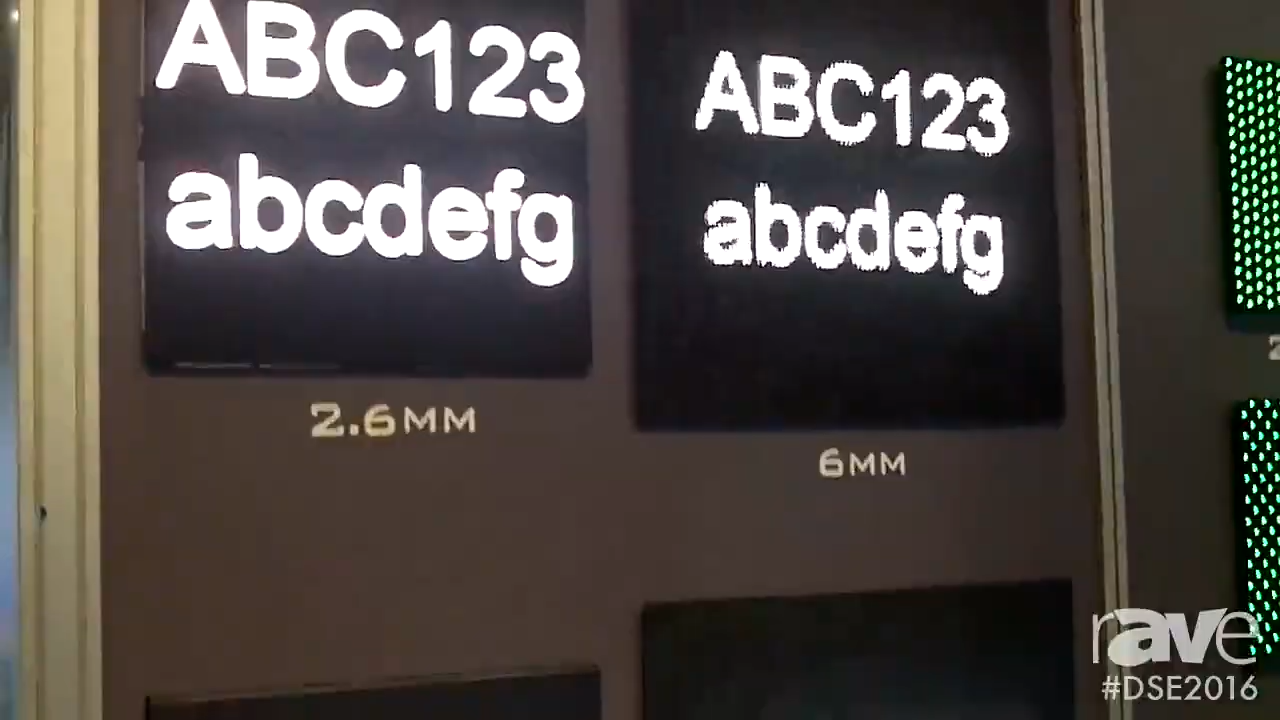 ABC123
abcdefg
2.6MM
ABC123
abcdefg
6MM
rAVe
#DSE2016